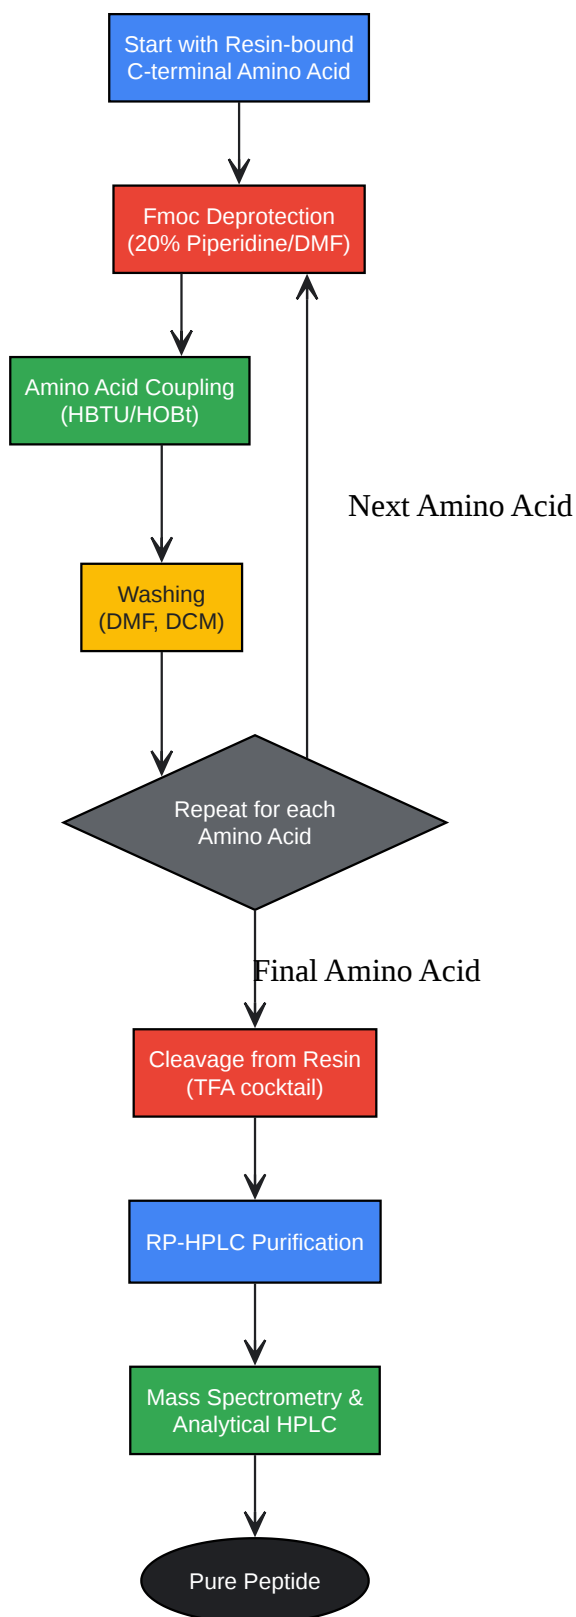 Start with Resin-bound
C-terminal Amino Acid
Fmoc Deprotection
(20% Piperidine/DMF)
Amino Acid Coupling
(HBTU/HOBt)
Next Amino Acid
Washing
(DMF, DCM)
Repeat for each
Amino Acid
Final Amino Acid
Cleavage from Resin
(TFA cocktail)
RP-HPLC Purification
Mass Spectrometry &
Analytical HPLC
Pure Peptide